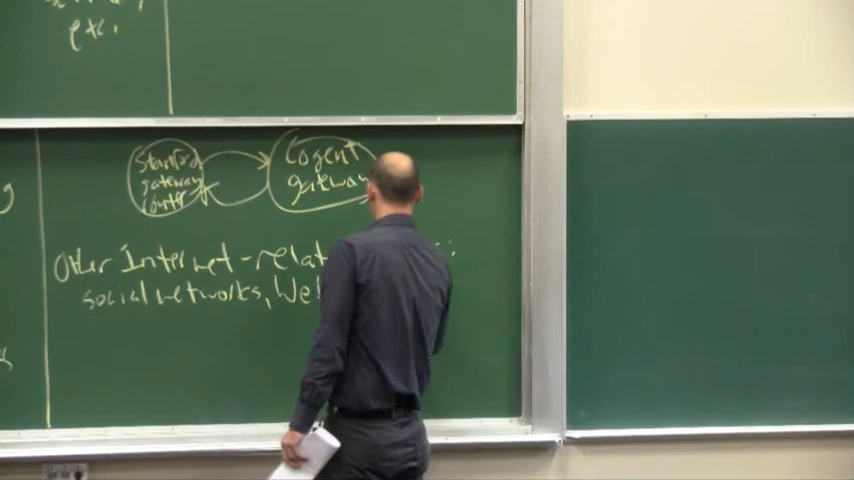 etc.
Stanford
gateway
router
Cogent
gateway
Other Internet-relat
social networks, We